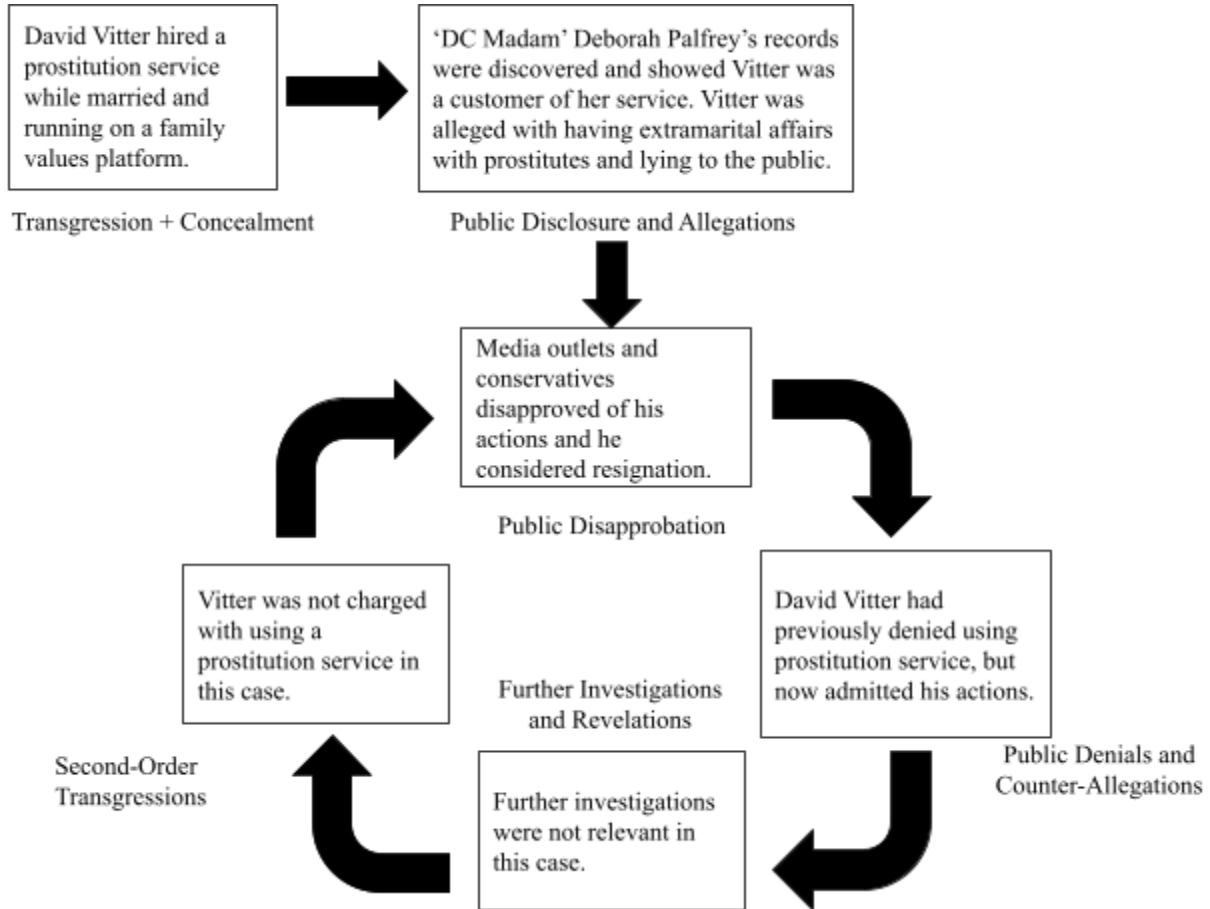 David Vitter hired a
prostitution service
while married and
running on a family
values platform.
Transgression + Concealment
‘DC Madam’ Deborah Palfrey’s records
were discovered and showed Vitter was
a customer of her service. Vitter was
alleged with having extramarital affairs
with prostitutes and lying to the public.
Public Disclosure and Allegations
Media outlets and
conservatives
disapproved of his
actions and he
considered resignation.
Public Disapprobation
David Vitter had
previously denied using
prostitution service, but
now admitted his actions.
Public Denials and
Counter-Allegations
Further Investigations
and Revelations
Further investigations
were not relevant in
this case.
Vitter was not charged
with using a
prostitution service in
this case.
Second-Order
Transgressions